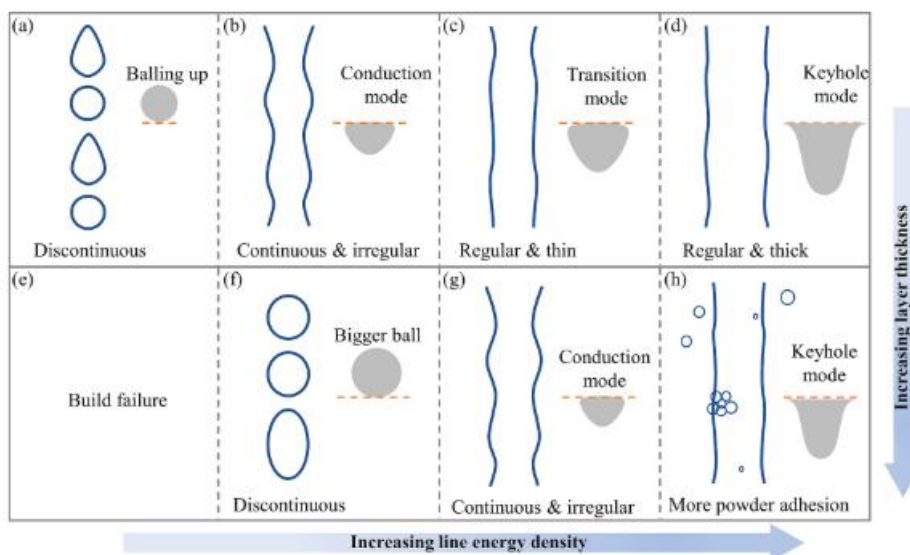 (a)
Balling up
Discontinuous
(b)
Conduction
mode
Continuous & irregular
(c)
Transition
mode
Regular & thin
(d)
Keyhole
mode
Regular & thick
(e)
Build failure
(f)
Bigger ball
Discontinuous
(g)
Conduction
mode
Continuous & irregular
(h)
Keyhole
mode
More powder adhesion
Increasing layer thickness
Increasing line energy density